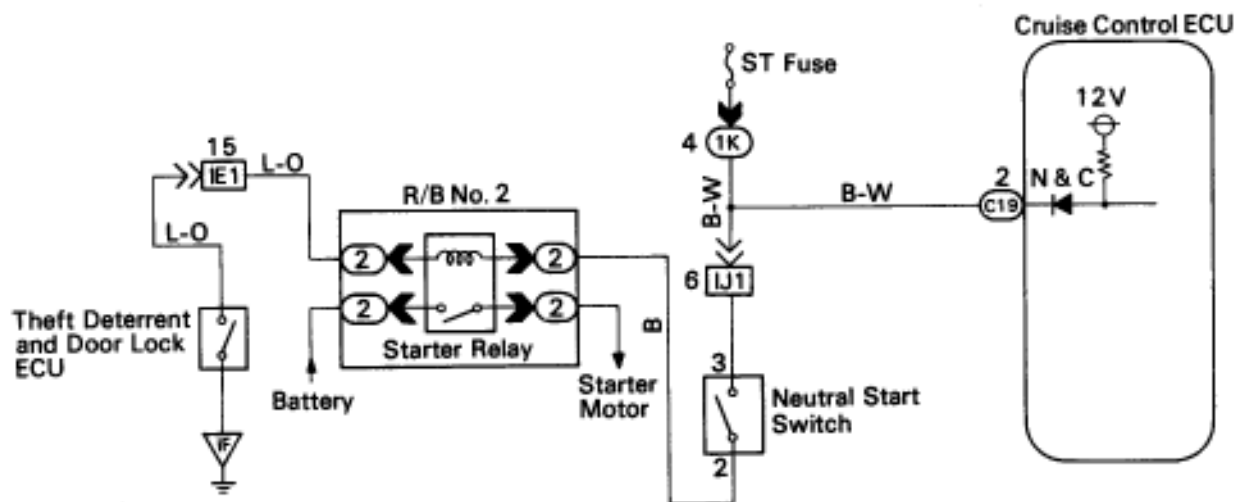 Cruise Control ECU
ST Fuse
12V
4 1K
15
IE1 L-O
R/B No. 2
B-W
B-W
2 N & C
C19
L-O
2 2
6 IJ1
2 2
Theft Deterrent
and Door Lock
ECU
Starter Relay
B
Battery
Starter
Motor
3
Neutral Start
Switch
2
IF